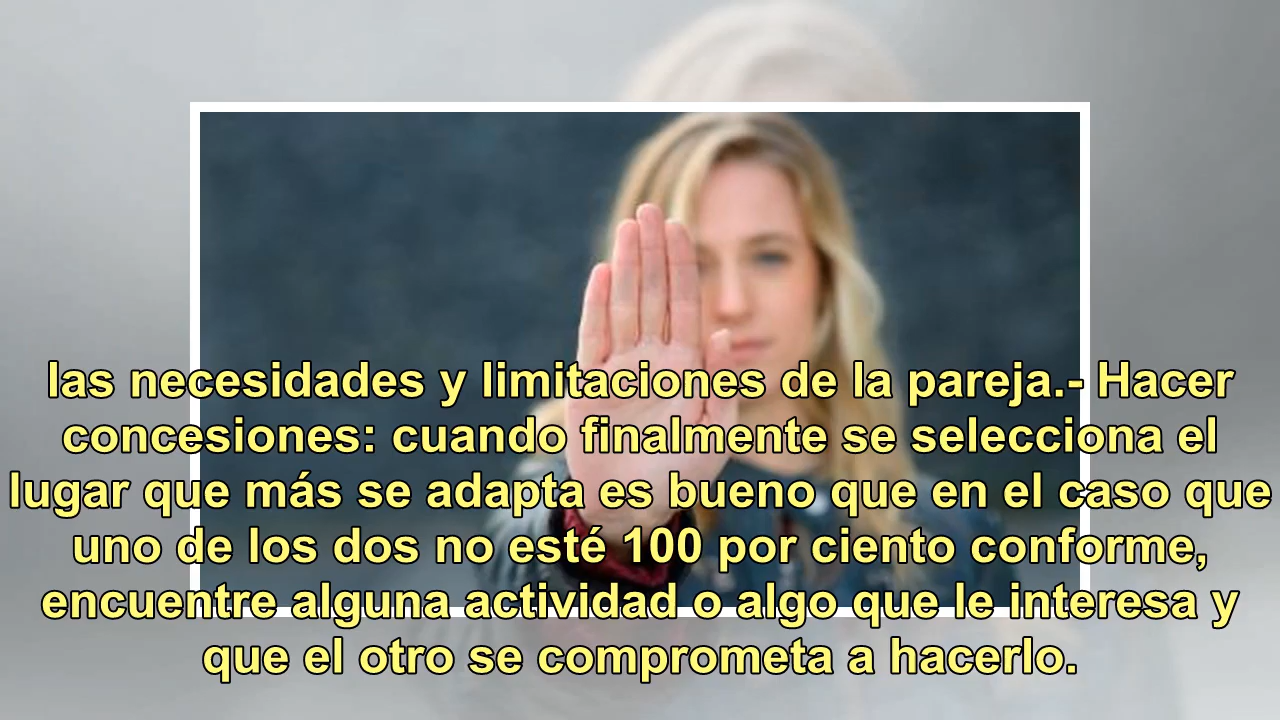 las necesidades y limitaciones de la pareja.- Hacer
concesiones: cuando finalmente se selecciona el
lugar que más se adapta es bueno que en el caso que
uno de los dos no esté 100 por ciento conforme,
encuentre alguna actividad o algo que le interesa y
que el otro se comprometa a hacerlo.